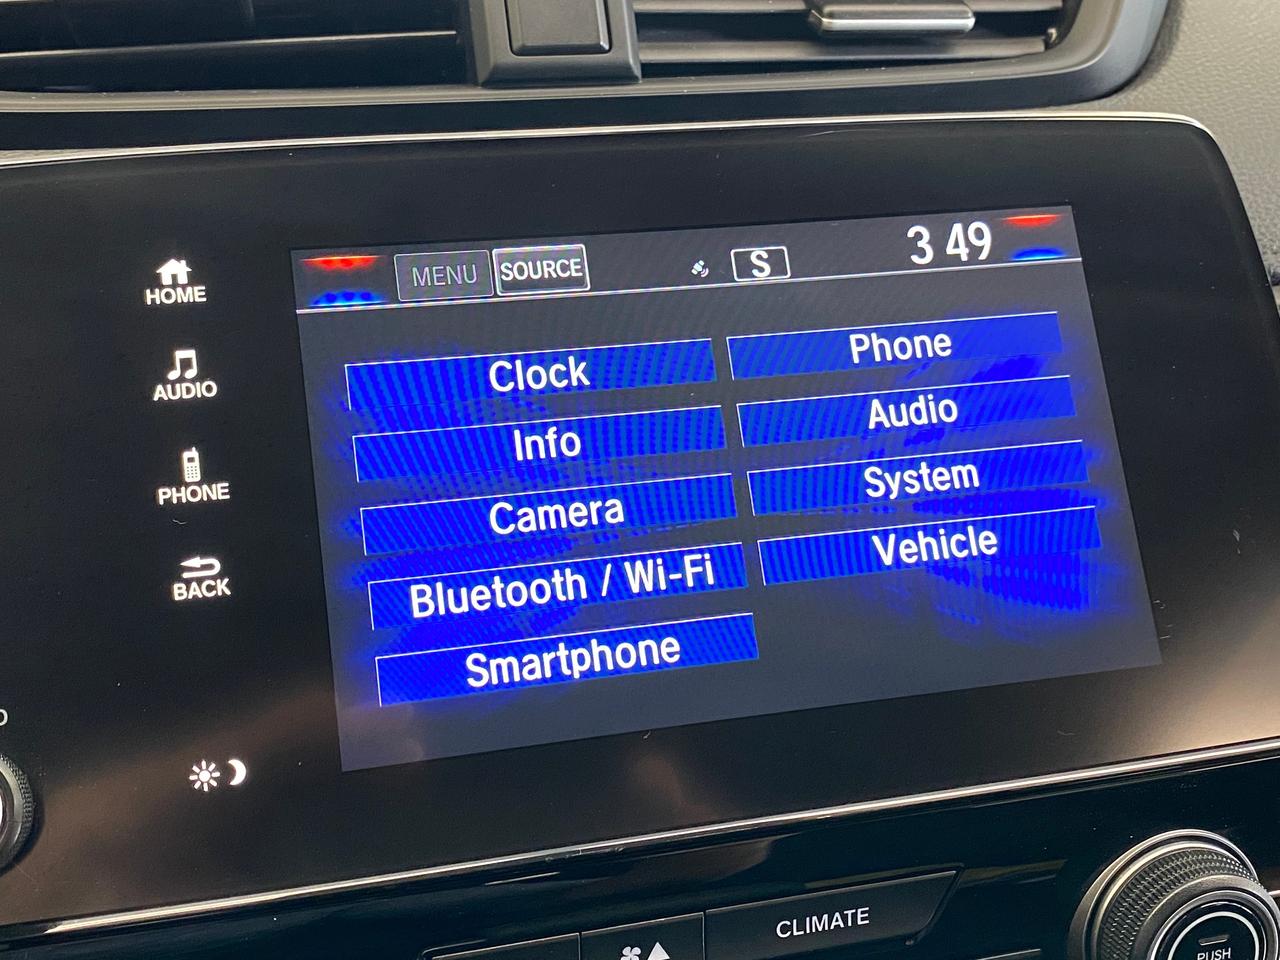 MENU SOURCE S 3 49
HOME
AUDIO
PHONE
BACK
Clock
Info
Camera
Bluetooth / Wi-Fi
Smartphone
Phone
Audio
System
Vehicle
CLIMATE
PUSH